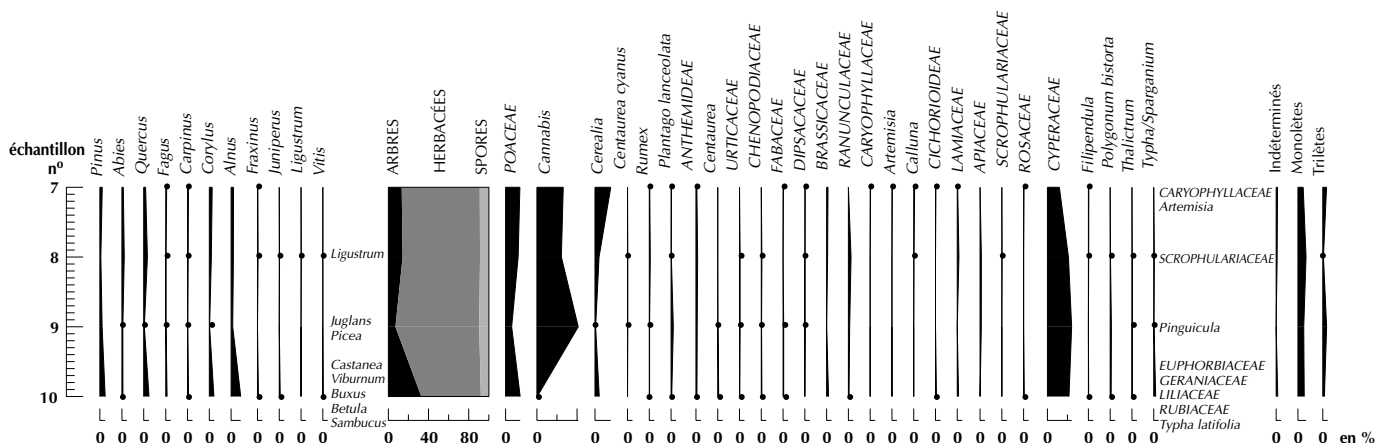 échantillon
n°
Pinus
Abies
Quercus
Fagus
Carpinus
Corylus
Alnus
Fraxinus
Juniperus
Ligustrum
Vitis
ARBRES
HERBACÉES
SPORES
POACEAE
Cannabis
Cerealia
Centaurea cyanus
Rumex
Plantago lanceolata
ANTHEMIDEAE
Centaurea
URTICACEAE
CHENOPODIACEAE
FABACEAE
DIPSACACEAE
BRASSICACEAE
RANUNCULACEAE
CARYOPHYLLACEAE
Artemisia
Calluna
CICHORIOIDEAE
LAMIACEAE
APIACEAE
SCROPHULARIACEAE
ROSACEAE
CYPERACEAE
Filipendula
Polygonum bistorta
Thalictrum
Typha/Sparganium
Indéterminés
Monolètes
Trilètes
7
CARYOPHYLLACEAE
Artemisia
8
Ligustrum
SCROPHULARIACEAE
9
Juglans
Picea
Pinguicula
10
Castanea
Viburnum
Buxus
Betula
Sambucus
EUPHORBIACEAE
GERANIACEAE
LILIACEAE
RUBIACEAE
Typha latifolia
0 0 0 0 0 0 0 0 0 0 0 0 40 80 0 0 0 0 0 0 0 0 0 0 0 0 0 0 0 0 0 0 0 0 0 0 0 0 0 0 0 0 0 0 en %